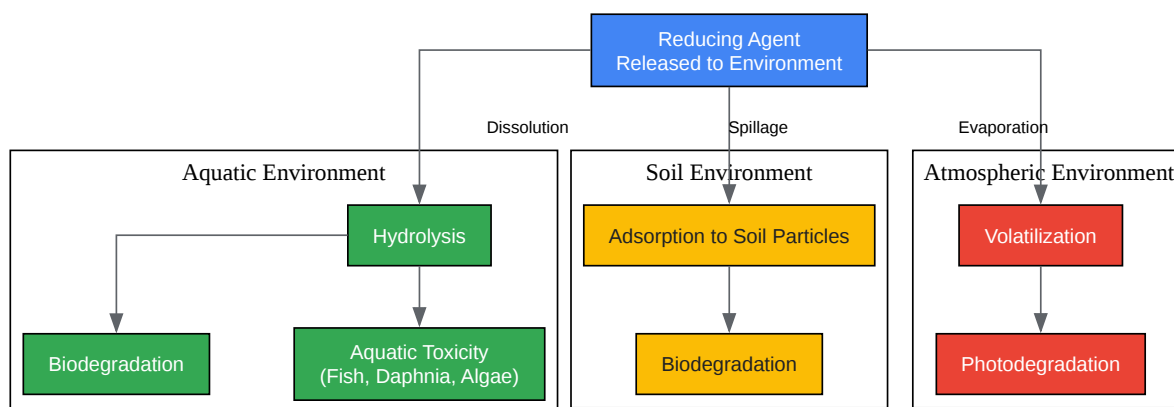 Reducing Agent
Released to Environment
Dissolution
Spillage
Evaporation
Aquatic Environment
Soil Environment
Atmospheric Environment
Hydrolysis
Adsorption to Soil Particles
Volatilization
Biodegradation
Aquatic Toxicity
(Fish, Daphnia, Algae)
Biodegradation
Photodegradation